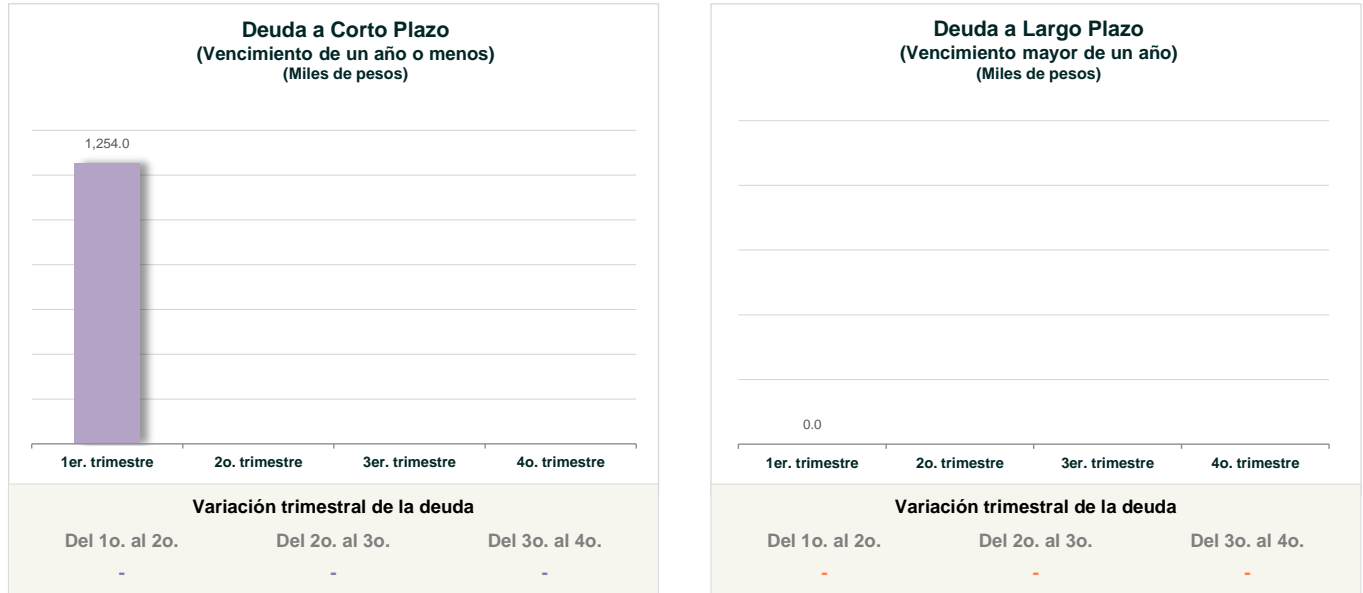 Deuda a Corto Plazo
(Vencimiento de un año o menos)
(Miles de pesos)
1,254.0
1er. trimestre 2o. trimestre 3er. trimestre 4o. trimestre
Variación trimestral de la deuda
Del 1o. al 2o. Del 2o. al 3o. Del 3o. al 4o.
- - -
Deuda a Largo Plazo
(Vencimiento mayor de un año)
(Miles de pesos)
0.0
1er. trimestre 2o. trimestre 3er. trimestre 4o. trimestre
Variación trimestral de la deuda
Del 1o. al 2o. Del 2o. al 3o. Del 3o. al 4o.
- - -